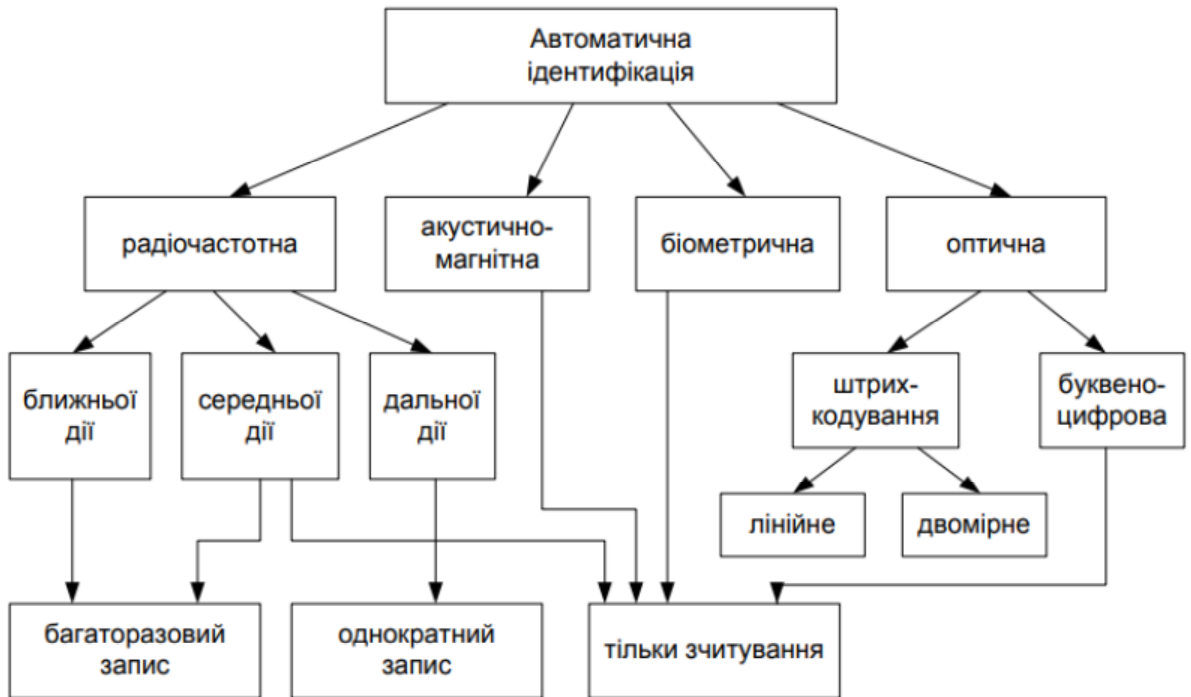 Автоматична
ідентифікація
радіочастотна
акустично-
магнітна
біометрична
оптична
ближньої
дії
середньої
дії
дальної
дії
штрих-
кодування
буквено-
цифрова
лінійне
двомірне
багаторазовий
запис
однократний
запис
тільки зчитування